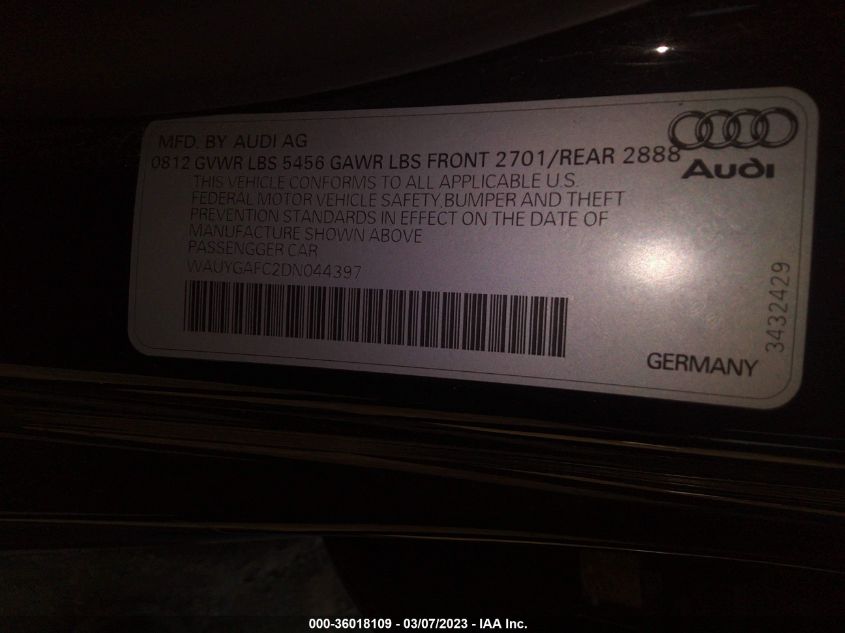 MFD. BY AUDI AG
0812 GVWR LBS 5456 GAWR LBS FRONT 2701/REAR 2888
Audi
THIS VEHICLE CONFORMS TO ALL APPLICABLE U.S.
FEDERAL MOTOR VEHICLE SAFETY,BUMPER AND THEFT
PREVENTION STANDARDS IN EFFECT ON THE DATE OF
MANUFACTURE SHOWN ABOVE
PASSENGGER CAR
WAUYGAFC2DN044397
GERMANY
3432429
000-36018109 - 03/07/2023 - IAA Inc.